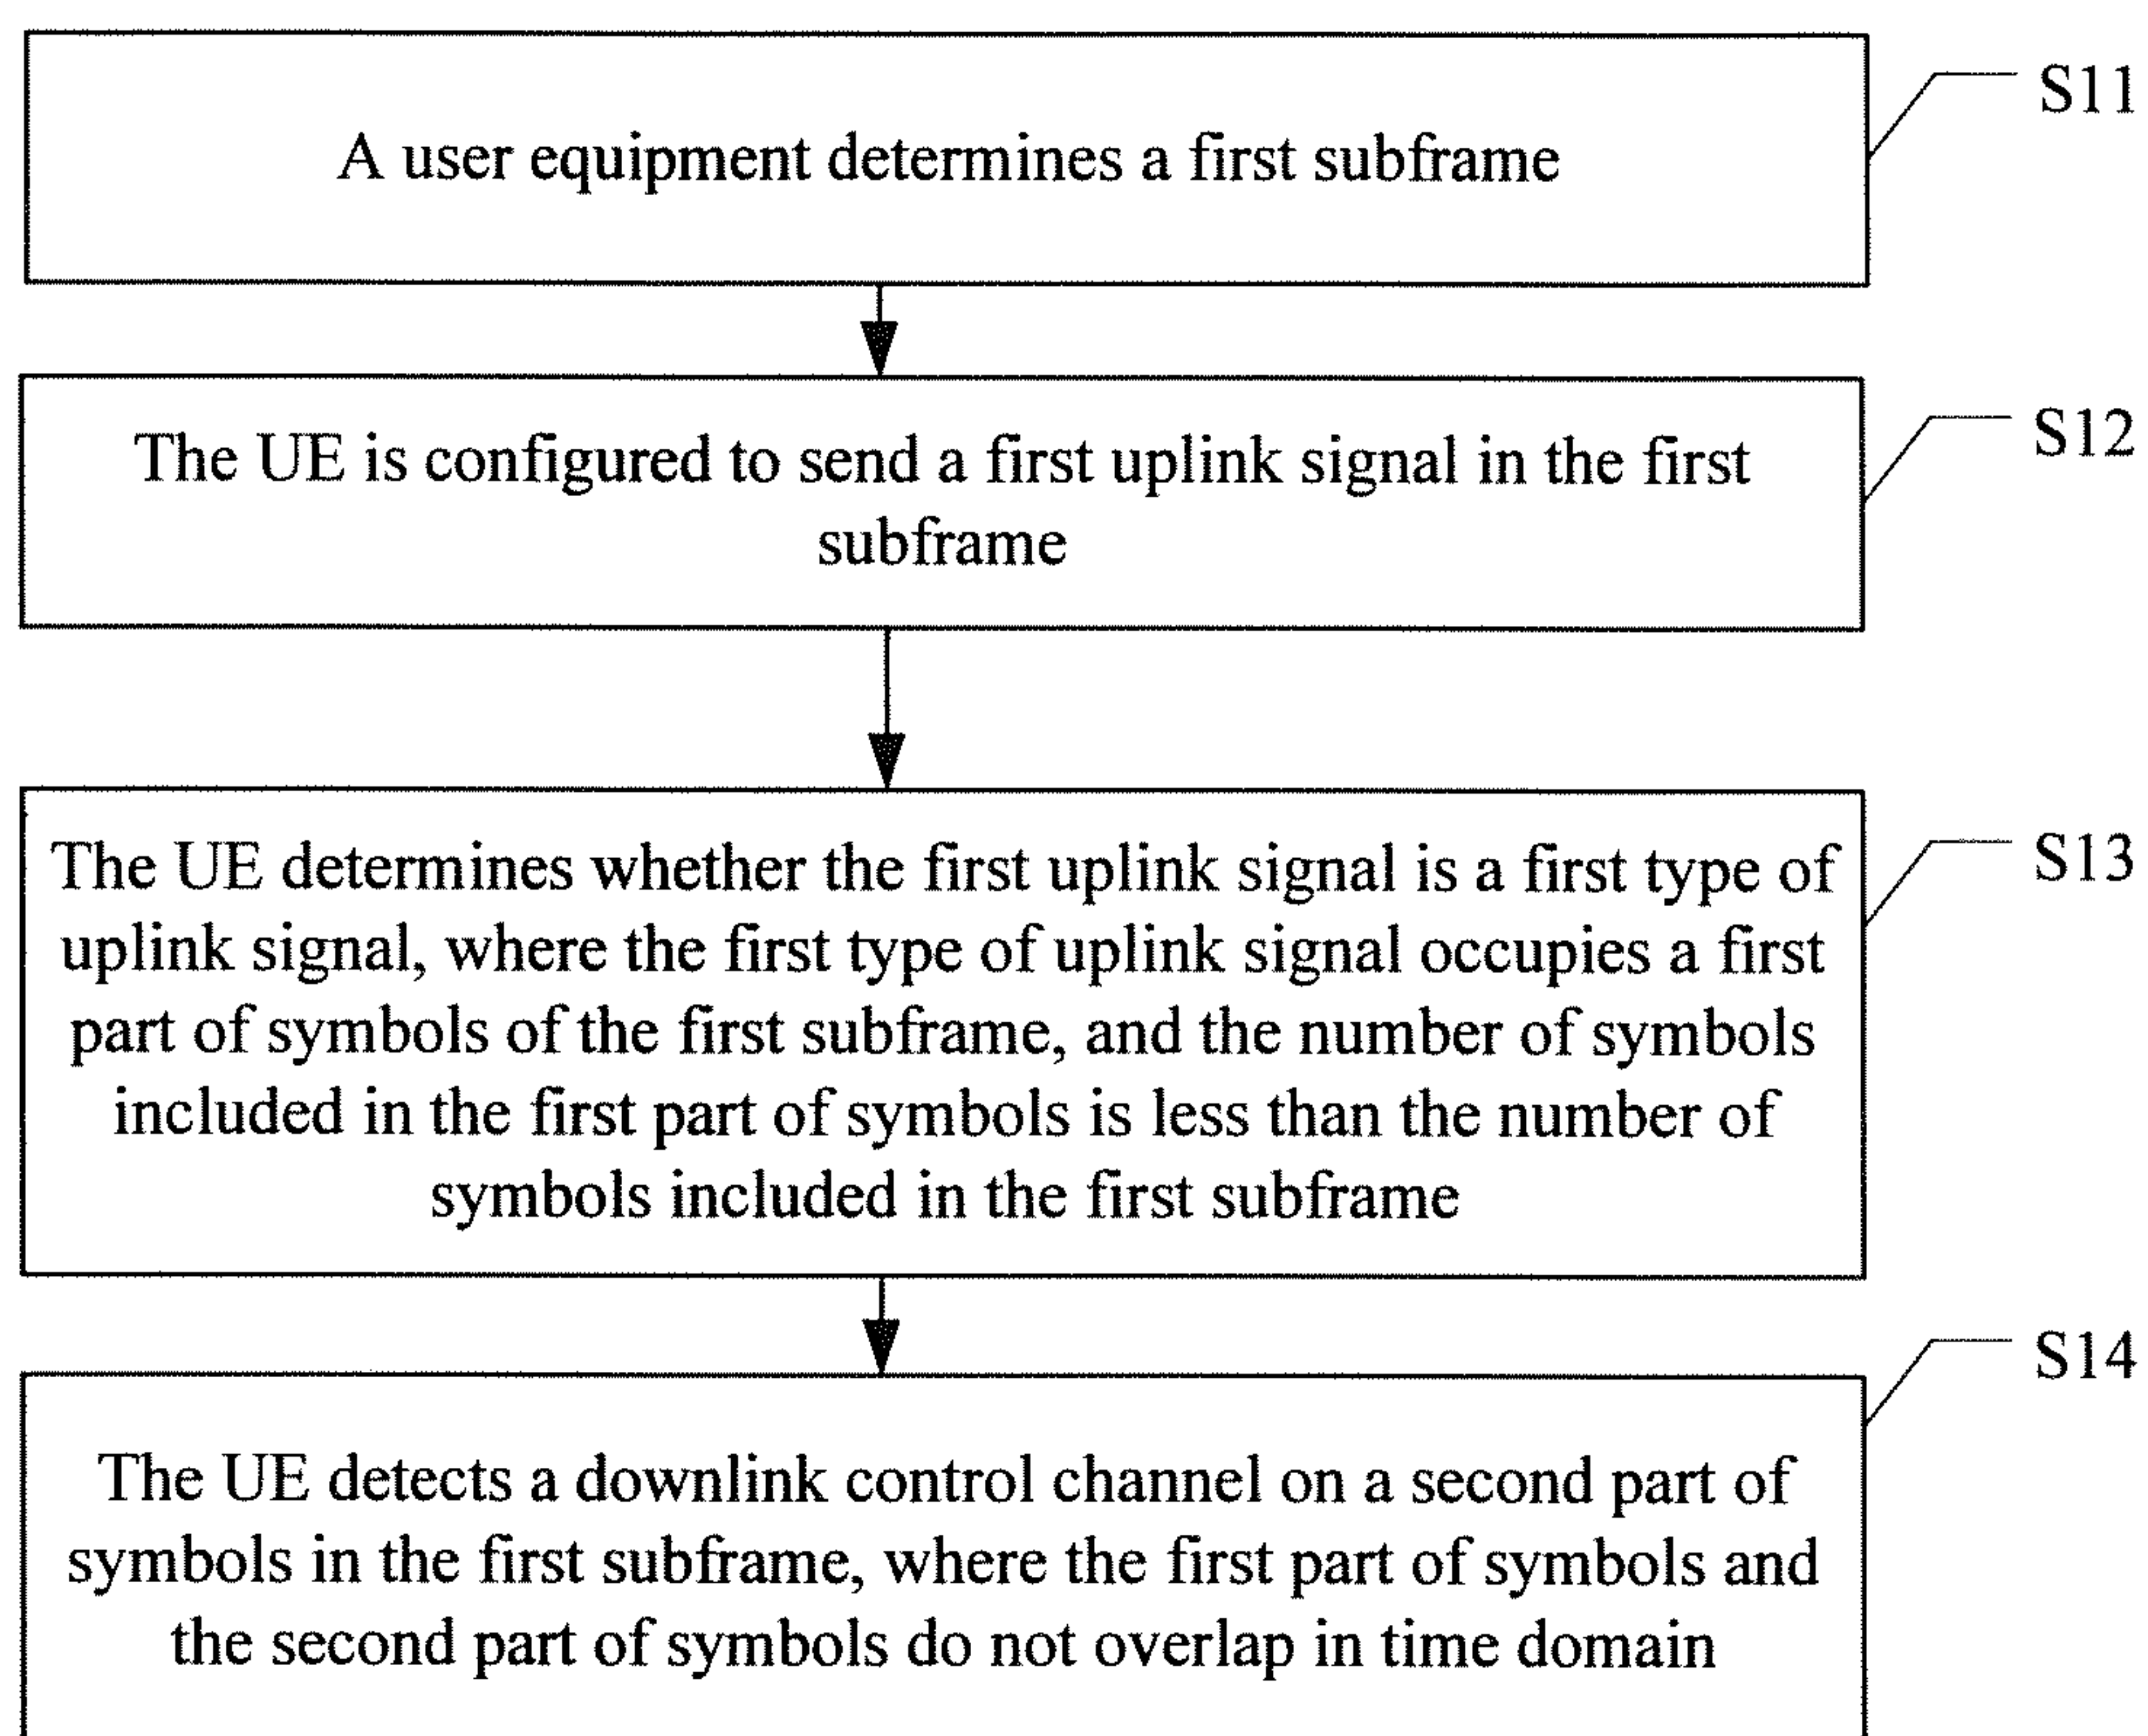 A user equipment determines a first subframe
S11
The UE is configured to send a first uplink signal in the first
subframe
S12
The UE determines whether the first uplink signal is a first type of
uplink signal, where the first type of uplink signal occupies a first
part of symbols of the first subframe, and the number of symbols
included in the first part of symbols is less than the number of
symbols included in the first subframe
S13
The UE detects a downlink control channel on a second part of
symbols in the first subframe, where the first part of symbols and
the second part of symbols do not overlap in time domain
S14